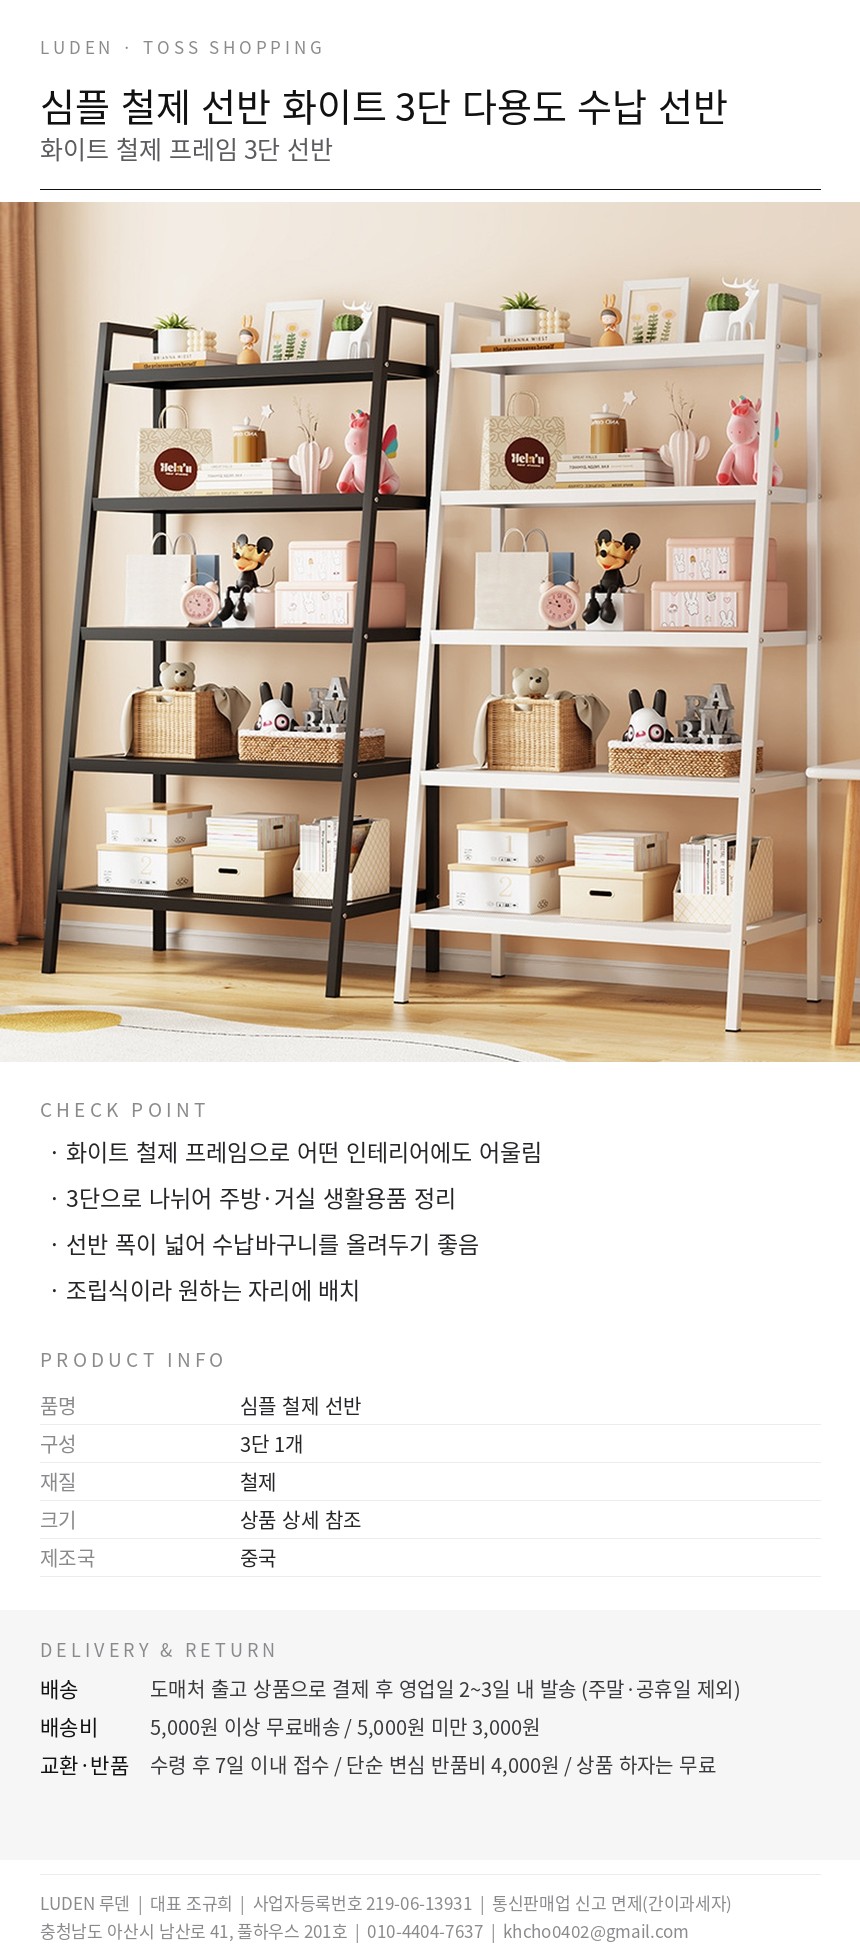 LUDEN · TOSS SHOPPING
심플 철제 선반 화이트 3단 다용도 수납 선반
화이트 철제 프레임 3단 선반
BRIANNA WIEST
BRIANNA WIEST
Heln'u
Heln'u
1
2
1
2
CHECK POINT
· 화이트 철제 프레임으로 어떤 인테리어에도 어울림
· 3단으로 나뉘어 주방·거실 생활용품 정리
· 선반 폭이 넓어 수납바구니를 올려두기 좋음
· 조립식이라 원하는 자리에 배치
PRODUCT INFO
품명 심플 철제 선반
구성 3단 1개
재질 철제
크기 상품 상세 참조
제조국 중국
DELIVERY & RETURN
배송 도매처 출고 상품으로 결제 후 영업일 2~3일 내 발송 (주말·공휴일 제외)
배송비 5,000원 이상 무료배송 / 5,000원 미만 3,000원
교환·반품 수령 후 7일 이내 접수 / 단순 변심 반품비 4,000원 / 상품 하자는 무료
LUDEN 루덴 | 대표 조규희 | 사업자등록번호 219-06-13931 | 통신판매업 신고 면제(간이과세자)
충청남도 아산시 남산로 41, 풀하우스 201호 | 010-4404-7637 | khcho0402@gmail.com